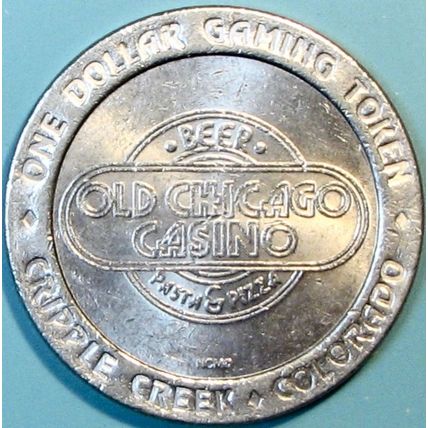 ONE DOLLAR GAMING TOKEN
• BEER •
OLD CHICAGO
CASINO
PASTA & PIZZA
CRIPPLE CREEK • COLORADO